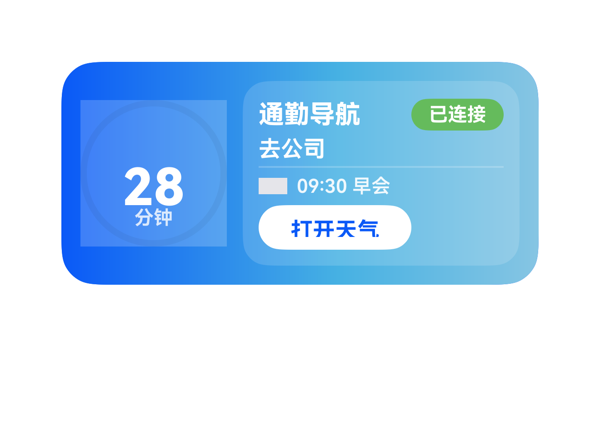 28
分钟
通勤导航
已连接
去公司
09:30 早会
打开天气